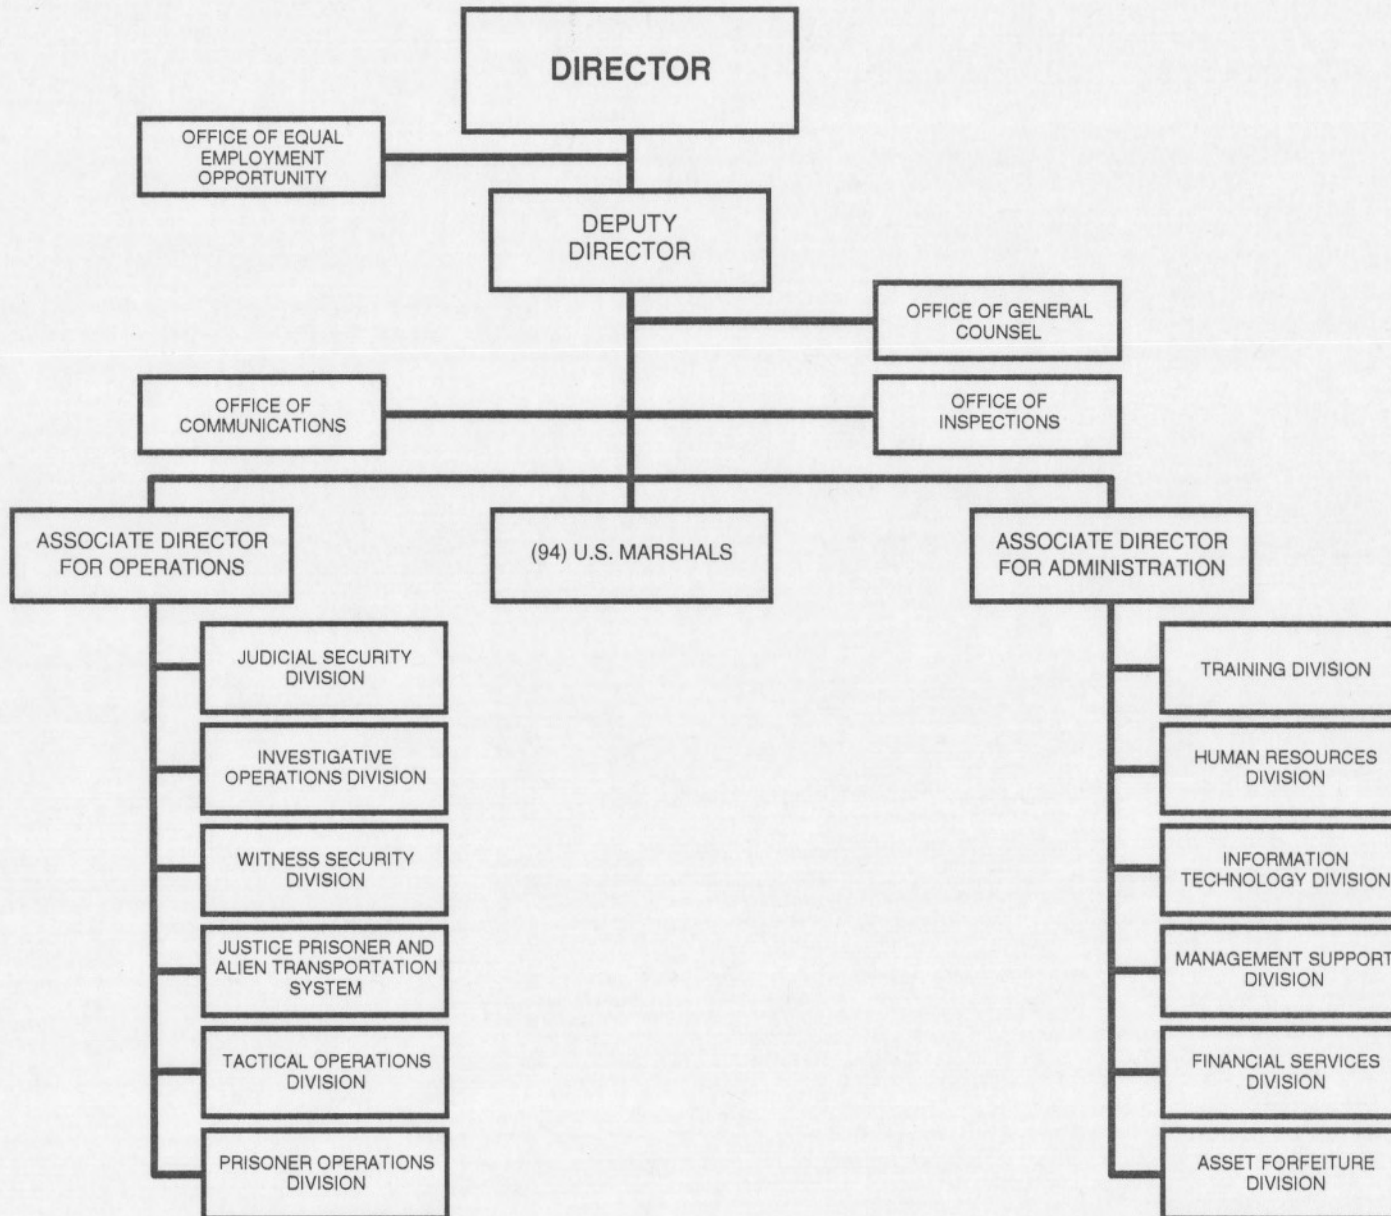 DIRECTOR
OFFICE OF EQUAL
EMPLOYMENT
OPPORTUNITY
DEPUTY
DIRECTOR
OFFICE OF GENERAL
COUNSEL
OFFICE OF
COMMUNICATIONS
OFFICE OF
INSPECTIONS
ASSOCIATE DIRECTOR
FOR OPERATIONS
(94) U.S. MARSHALS
ASSOCIATE DIRECTOR
FOR ADMINISTRATION
JUDICIAL SECURITY
DIVISION
INVESTIGATIVE
OPERATIONS DIVISION
WITNESS SECURITY
DIVISION
JUSTICE PRISONER AND
ALIEN TRANSPORTATION
SYSTEM
TACTICAL OPERATIONS
DIVISION
PRISONER OPERATIONS
DIVISION
TRAINING DIVISION
HUMAN RESOURCES
DIVISION
INFORMATION
TECHNOLOGY DIVISION
MANAGEMENT SUPPORT
DIVISION
FINANCIAL SERVICES
DIVISION
ASSET FORFEITURE
DIVISION